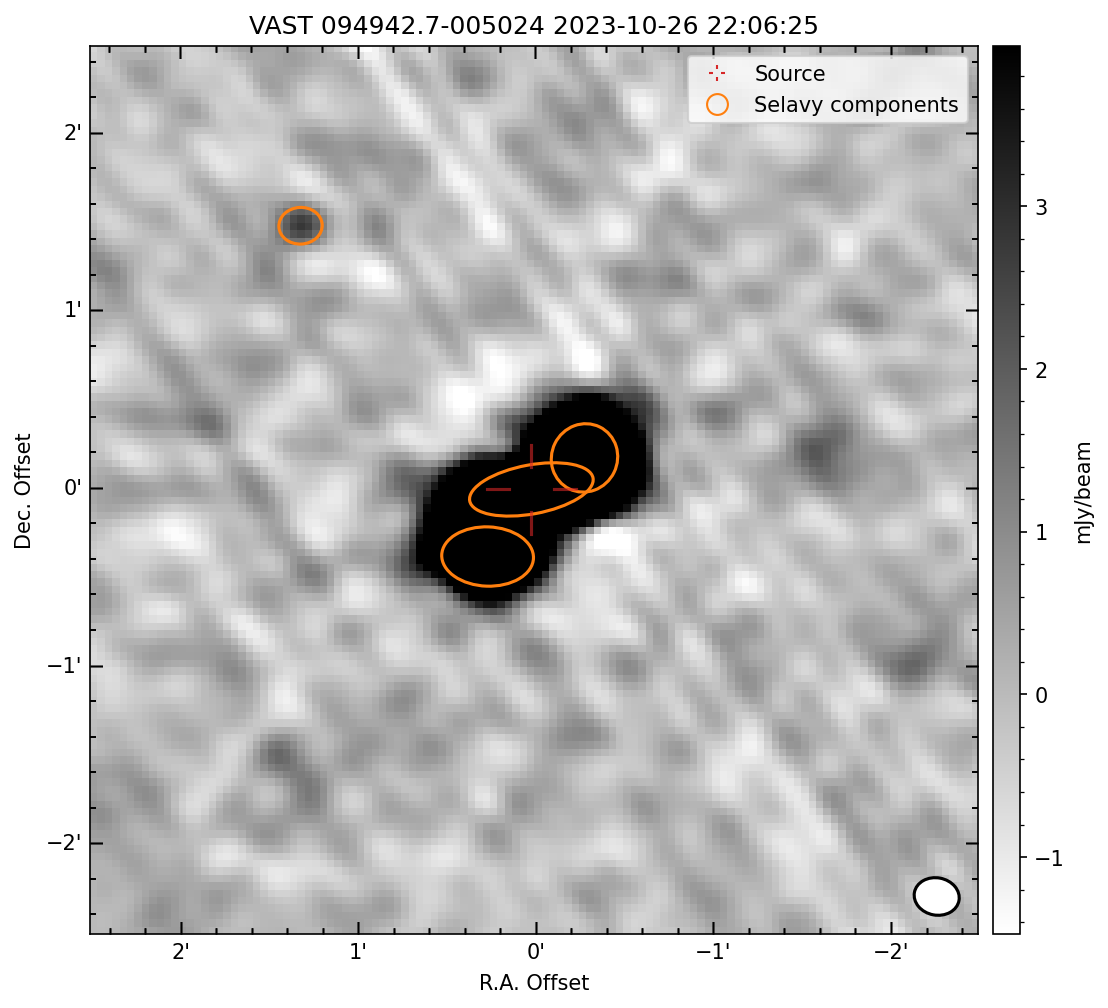 VAST 094942.7-005024 2023-10-26 22:06:25
Source
Selavy components
2'
1'
0'
−1'
−2'
Dec. Offset
2'
1'
0'
−1'
−2'
R.A. Offset
3
2
1
0
−1
mJy/beam